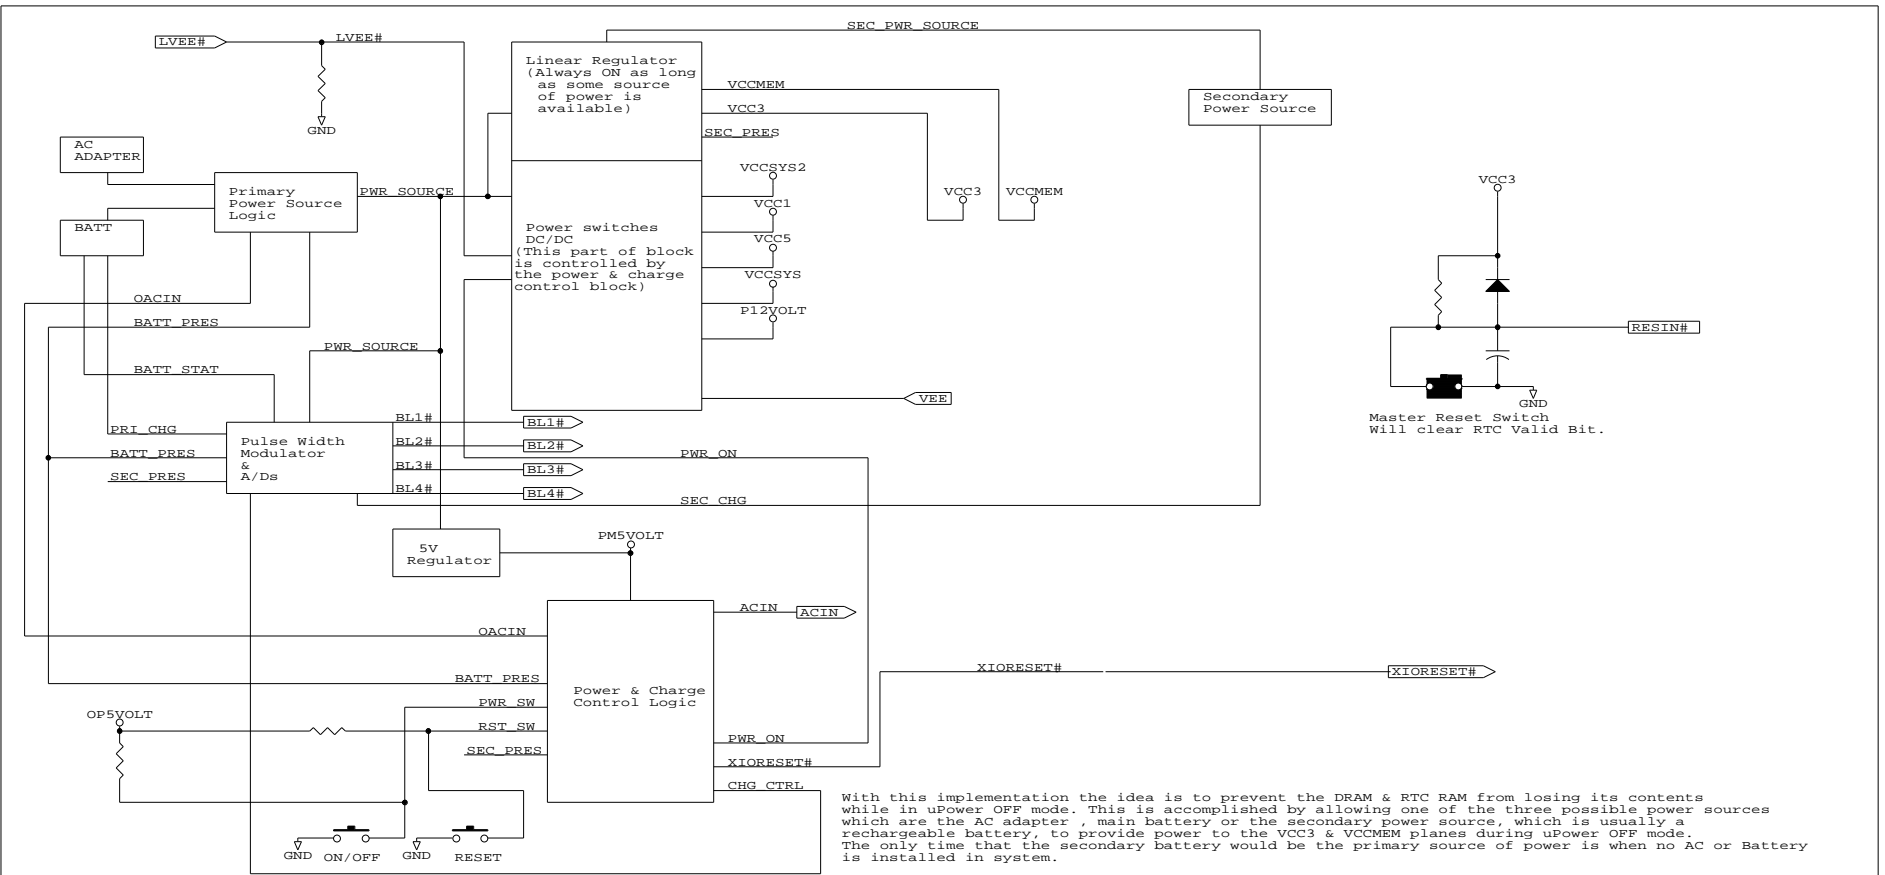 SEC_PWR_SOURCE
LVEE#
LVEE#
Linear Regulator
(Always ON as long
as some source
of power is
available)
VCCMEM
VCC3
SEC_PRES
Secondary
Power Source
GND
AC
ADAPTER
Primary
Power Source
Logic
PWR_SOURCE
BATT
VCCSYS2
VCC1
VCC5
VCCSYS
P12VOLT
VCC3
VCCMEM
VCC3
Power switches
DC/DC
(This part of block
is controlled by
the power & charge
control block)
OACIN
BATT_PRES
PWR_SOURCE
BATT_STAT
RESIN#
GND
Master Reset Switch
Will clear RTC Valid Bit.
VEE
PRI_CHG
BATT_PRES
SEC_PRES
Pulse Width
Modulator
&
A/Ds
BL1#
BL1#
BL2#
BL2#
BL3#
BL3#
BL4#
BL4#
PWR_ON
SEC_CHG
5V
Regulator
PM5VOLT
ACIN
ACIN
OACIN
BATT_PRES
PWR_SW
RST_SW
SEC_PRES
Power & Charge
Control Logic
XIORESET#
XIORESET#
PWR_ON
XIORESET#
CHG_CTRL
OP5VOLT
GND
ON/OFF
GND
RESET
With this implementation the idea is to prevent the DRAM & RTC RAM from losing its contents
while in uPower OFF mode. This is accomplished by allowing one of the three possible power sources
which are the AC adapter , main battery or the secondary power source, which is usually a
rechargeable battery, to provide power to the VCC3 & VCCMEM planes during uPower OFF mode.
The only time that the secondary battery would be the primary source of power is when no AC or Battery
is installed in system.